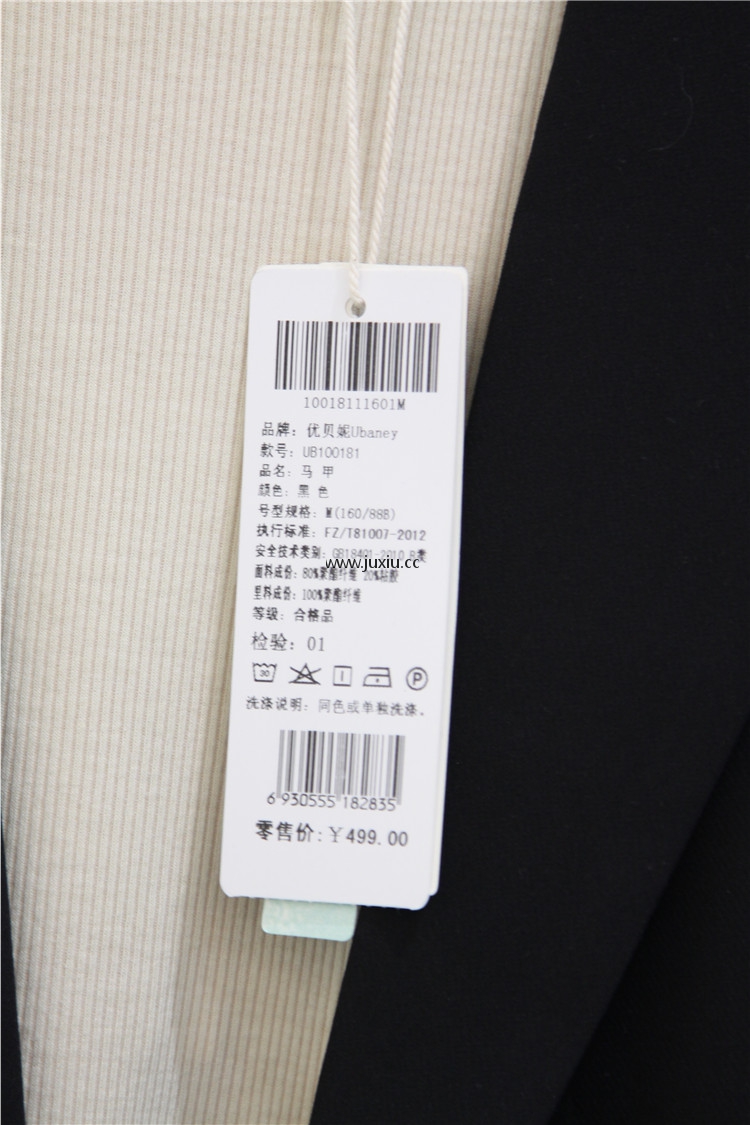 10018111601M
品牌: 优贝妮Ubaney
款号: UB100181
品名: 马 甲
颜色: 黑 色
号型规格: M(160/88B)
执行标准: FZ/T81007-2012
安全技术类别: GB18401-2010 B类
www.juxiu.cc
面料成份: 80%聚酯纤维 20%
里料成份: 100%聚酯纤维
等级: 合格品
检验: 01
30
P
洗涤说明: 同色或单独洗涤。
6 930555 182835
零售价:￥499.00